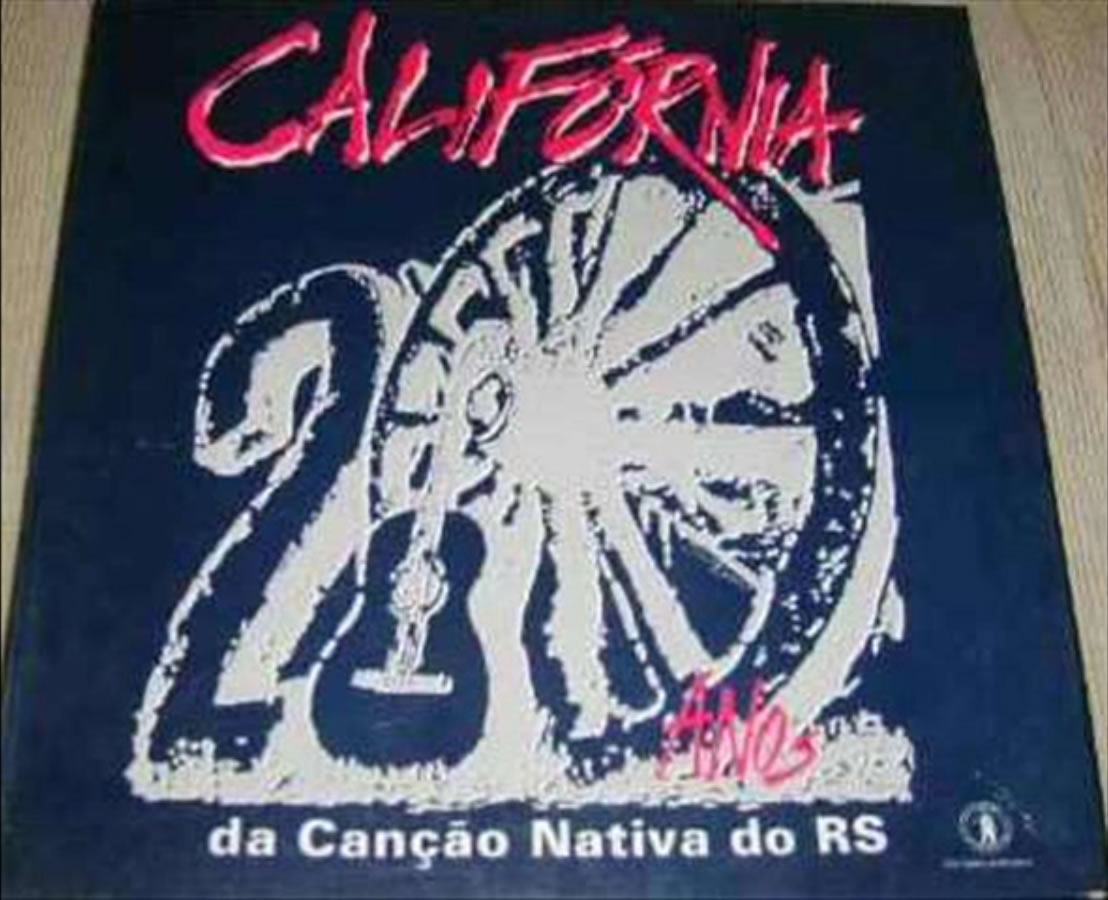 CALIFÓRNIA
20
ANOS
da Canção Nativa do RS